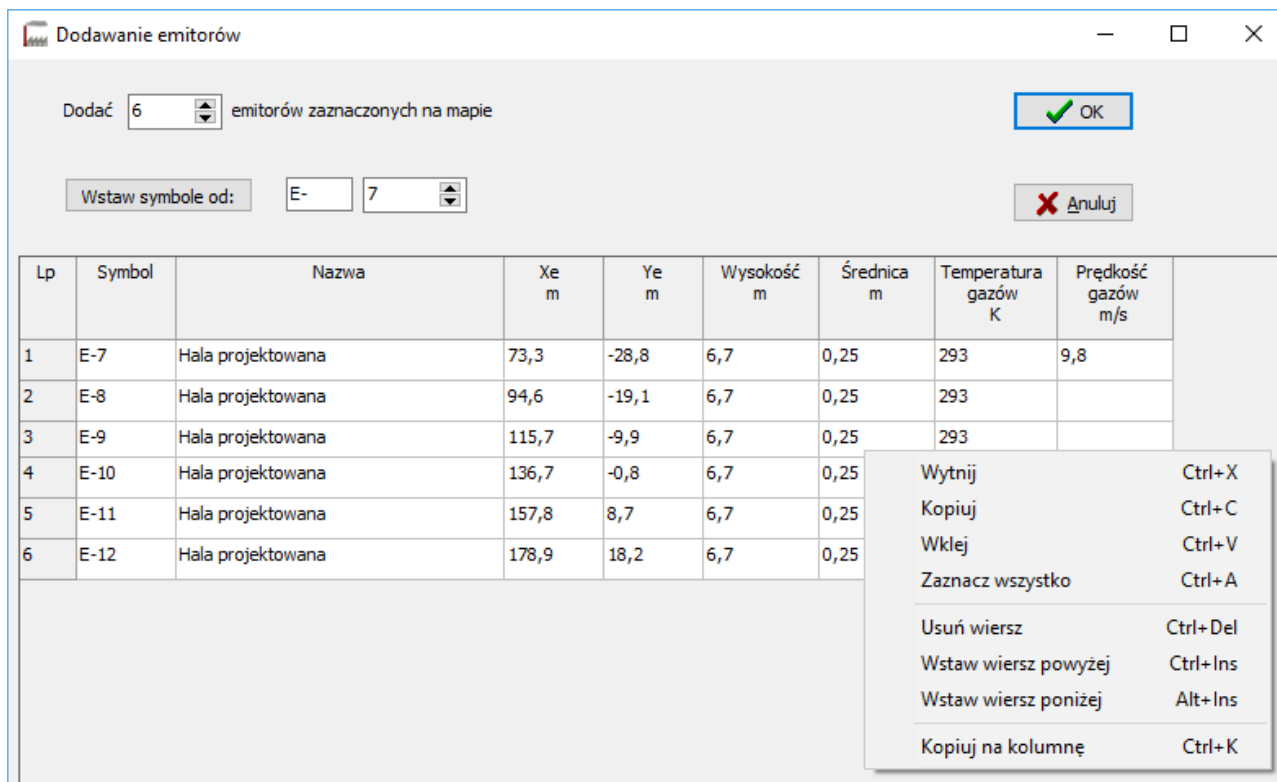 Dodawanie emitorów
Dodać 6 emitorów zaznaczonych na mapie OK
Wstaw symbole od: E- 7 Anuluj
Lp Symbol Nazwa Xe m Ye m Wysokość m Średnica m Temperatura gazów K Prędkość gazów m/s
1 E-7 Hala projektowana 73,3 -28,8 6,7 0,25 293 9,8
2 E-8 Hala projektowana 94,6 -19,1 6,7 0,25 293
3 E-9 Hala projektowana 115,7 -9,9 6,7 0,25 293
4 E-10 Hala projektowana 136,7 -0,8 6,7 0,25
5 E-11 Hala projektowana 157,8 8,7 6,7 0,25
6 E-12 Hala projektowana 178,9 18,2 6,7 0,25
Wytnij Ctrl+X
Kopiuj Ctrl+C
Wklej Ctrl+V
Zaznacz wszystko Ctrl+A
Usuń wiersz Ctrl+Del
Wstaw wiersz powyżej Ctrl+Ins
Wstaw wiersz poniżej Alt+Ins
Kopiuj na kolumnę Ctrl+K